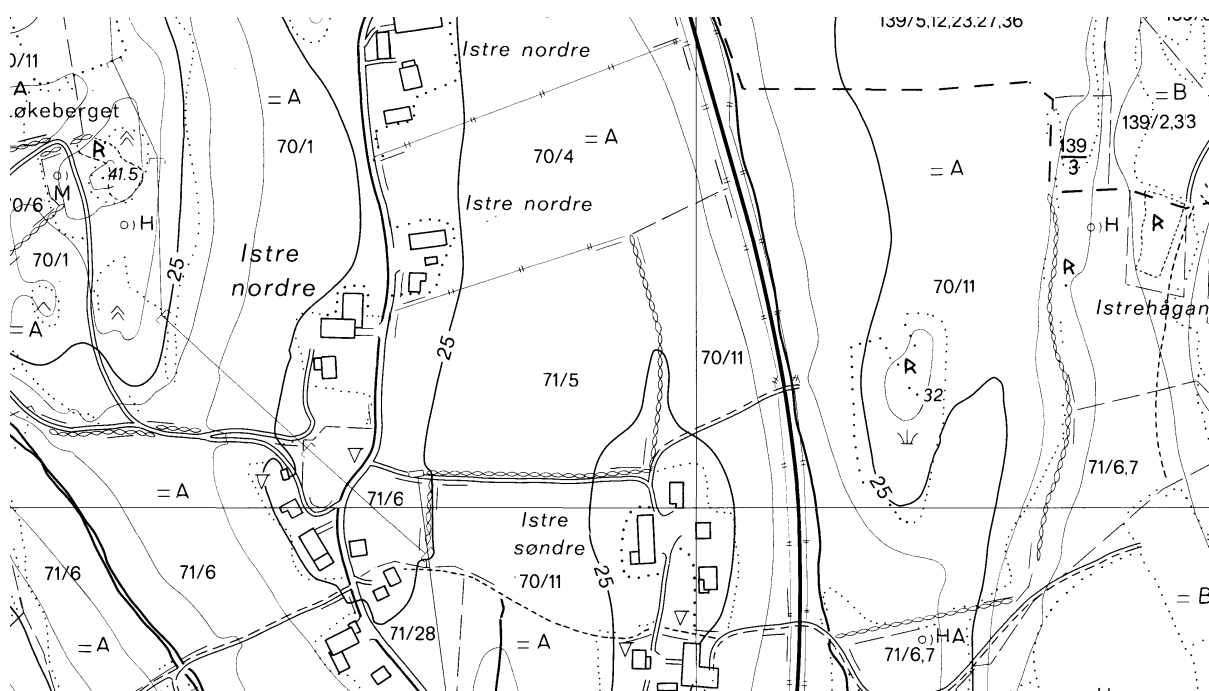 139/5,12,23.27,36
Istre nordre
0/11
A
A
B
økeberget
139/2,33
70/1
70/4
A
139
3
41.5
A
M
0/6
H
Istre nordre
H
70/1
25
Istre
nordre
70/11
Istrehågan
A
25
70/11
71/5
32
71/6,7
25
A
71/6
Istre
søndre
71/6
71/6
70/11
25
B
71/28
A
A
HA
71/6,7